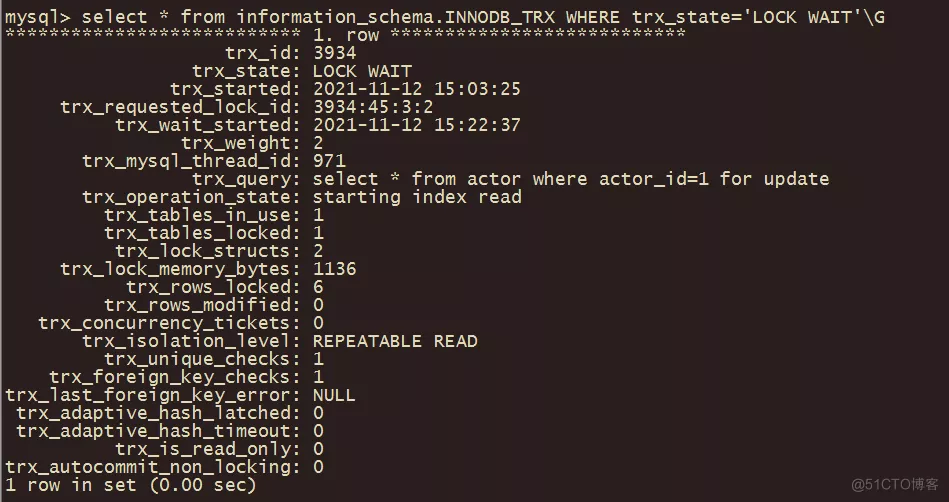 mysql> select * from information_schema.INNODB_TRX WHERE trx_state='LOCK WAIT'\G
*************************** 1. row ***************************
trx_id: 3934
trx_state: LOCK WAIT
trx_started: 2021-11-12 15:03:25
trx_requested_lock_id: 3934:45:3:2
trx_wait_started: 2021-11-12 15:22:37
trx_weight: 2
trx_mysql_thread_id: 971
trx_query: select * from actor where actor_id=1 for update
trx_operation_state: starting index read
trx_tables_in_use: 1
trx_tables_locked: 1
trx_lock_structs: 2
trx_lock_memory_bytes: 1136
trx_rows_locked: 6
trx_rows_modified: 0
trx_concurrency_tickets: 0
trx_isolation_level: REPEATABLE READ
trx_unique_checks: 1
trx_foreign_key_checks: 1
trx_last_foreign_key_error: NULL
trx_adaptive_hash_latched: 0
trx_adaptive_hash_timeout: 0
trx_is_read_only: 0
trx_autocommit_non_locking: 0
1 row in set (0.00 sec)
@51CTO博客